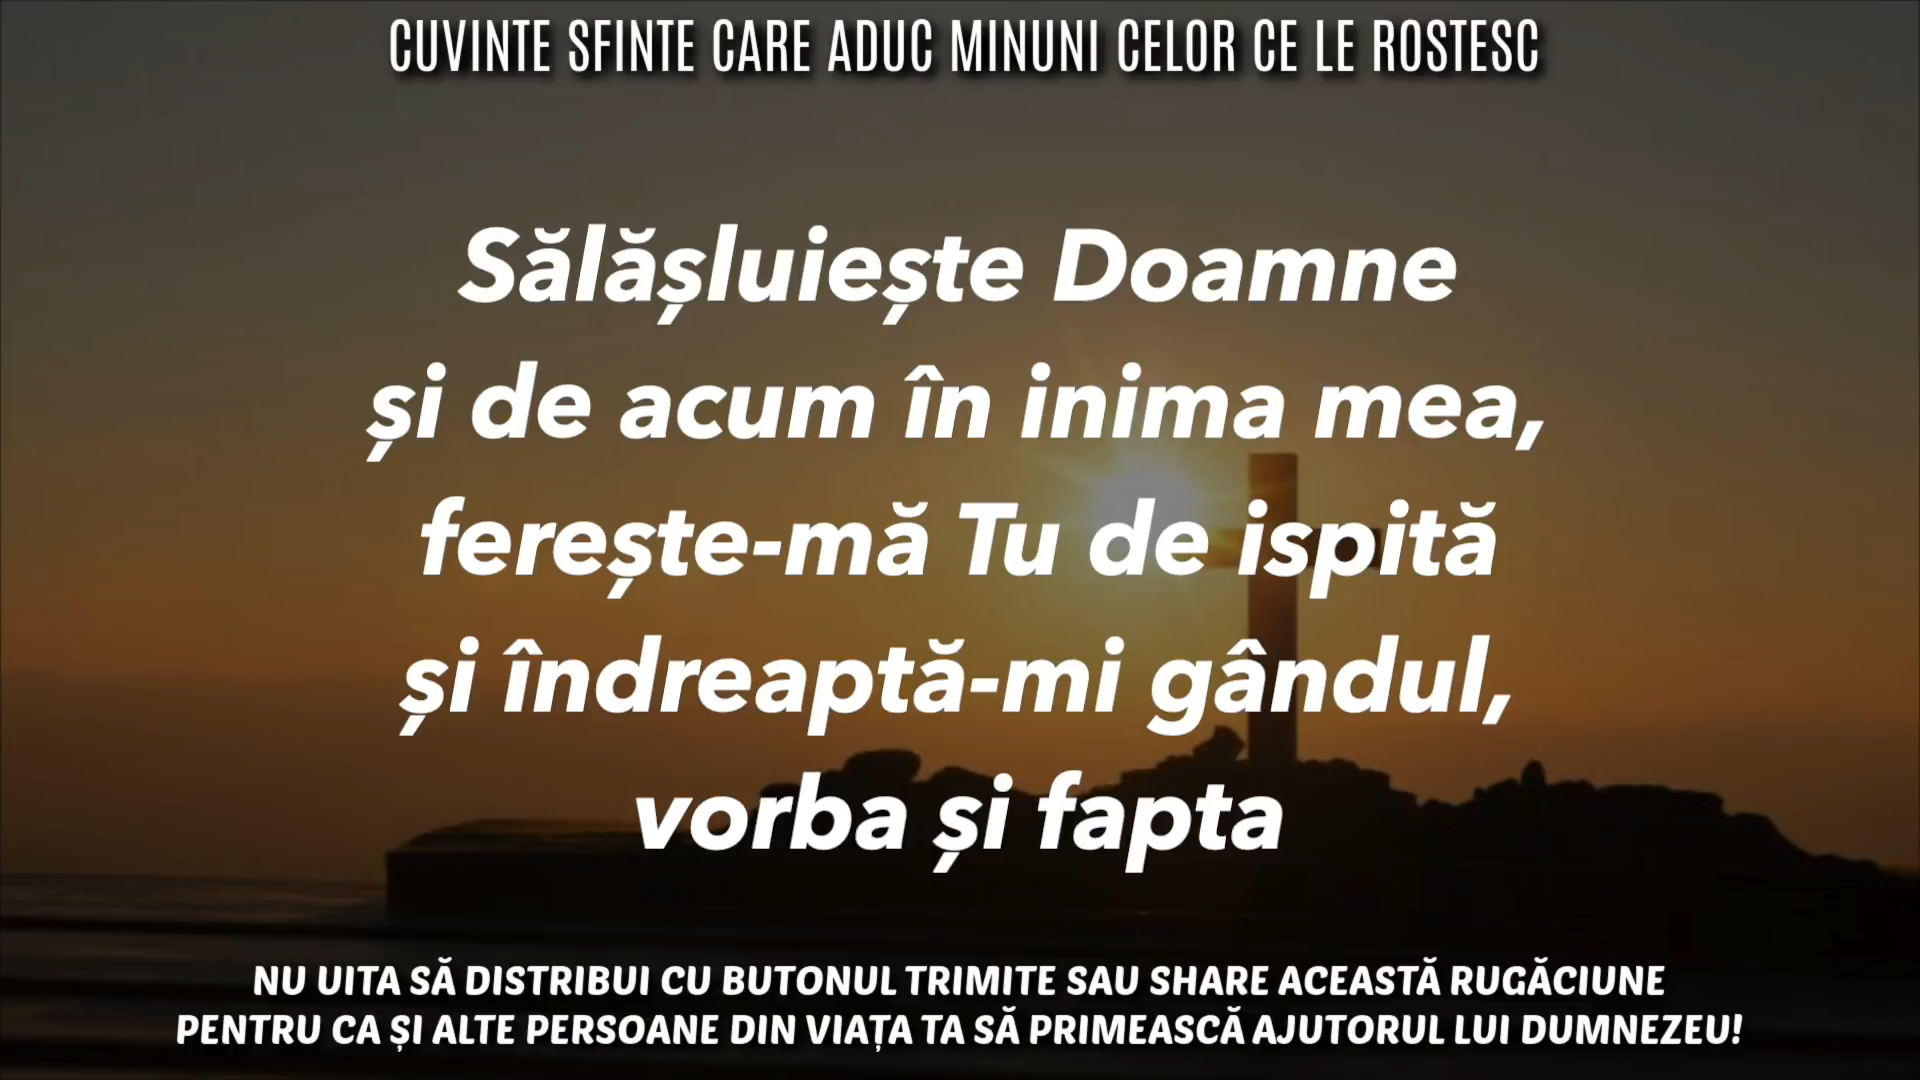 CUVINTE SFINTE CARE ADUC MINUNI CELOR CE LE ROSTESC
Sălășluiește Doamne
și de acum în inima mea,
ferește-mă Tu de ispită
și îndreaptă-mi gândul,
vorba și fapta
NU UITA SĂ DISTRIBUI CU BUTONUL TRIMITE SAU SHARE ACEASTĂ RUGĂCIUNE
PENTRU CA ȘI ALTE PERSOANE DIN VIAȚA TA SĂ PRIMEASCĂ AJUTORUL LUI DUMNEZEU!